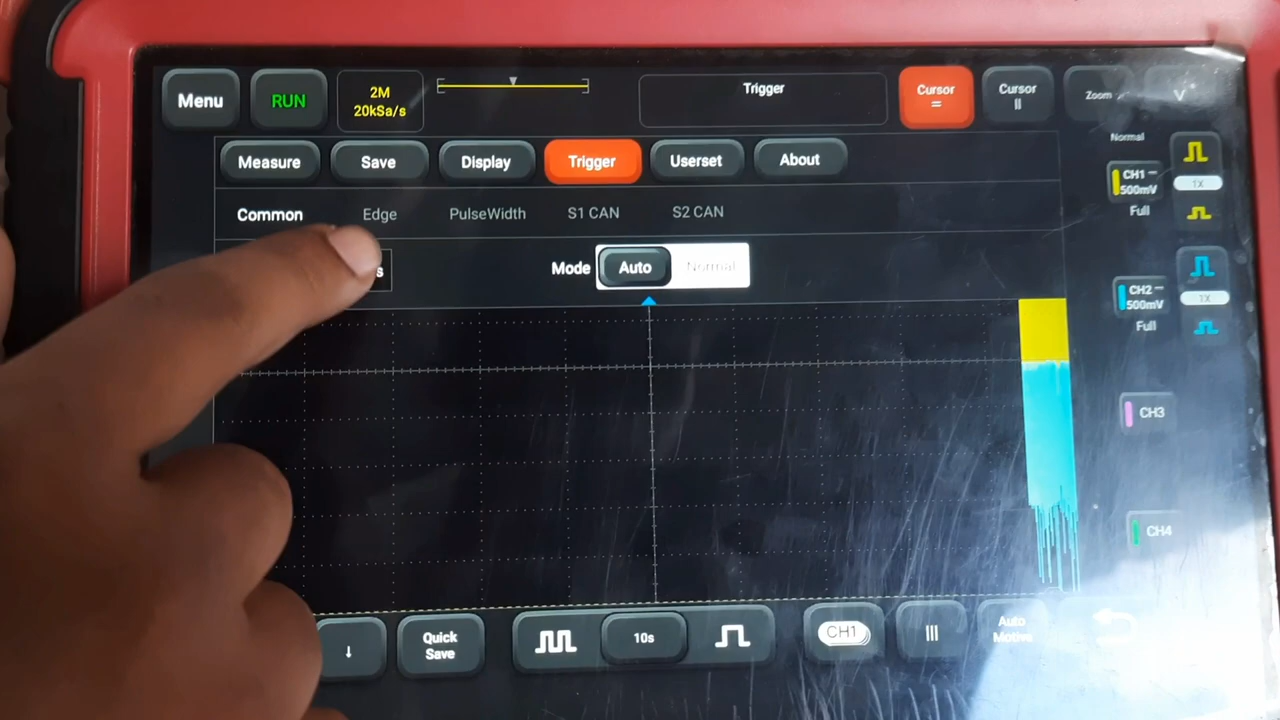 Menu
RUN
2M
20kSa/s
Trigger
Cursor
=
Cursor
||
Zoom
V
Measure
Save
Display
Trigger
Userset
About
Normal
Common
Edge
PulseWidth
S1 CAN
S2 CAN
CH1
500mV
1X
Full
s
Mode
Auto
Normal
CH2
500mV
1X
Full
CH3
CH4
↓
Quick
Save
10s
CH1
|||
Auto
Motive